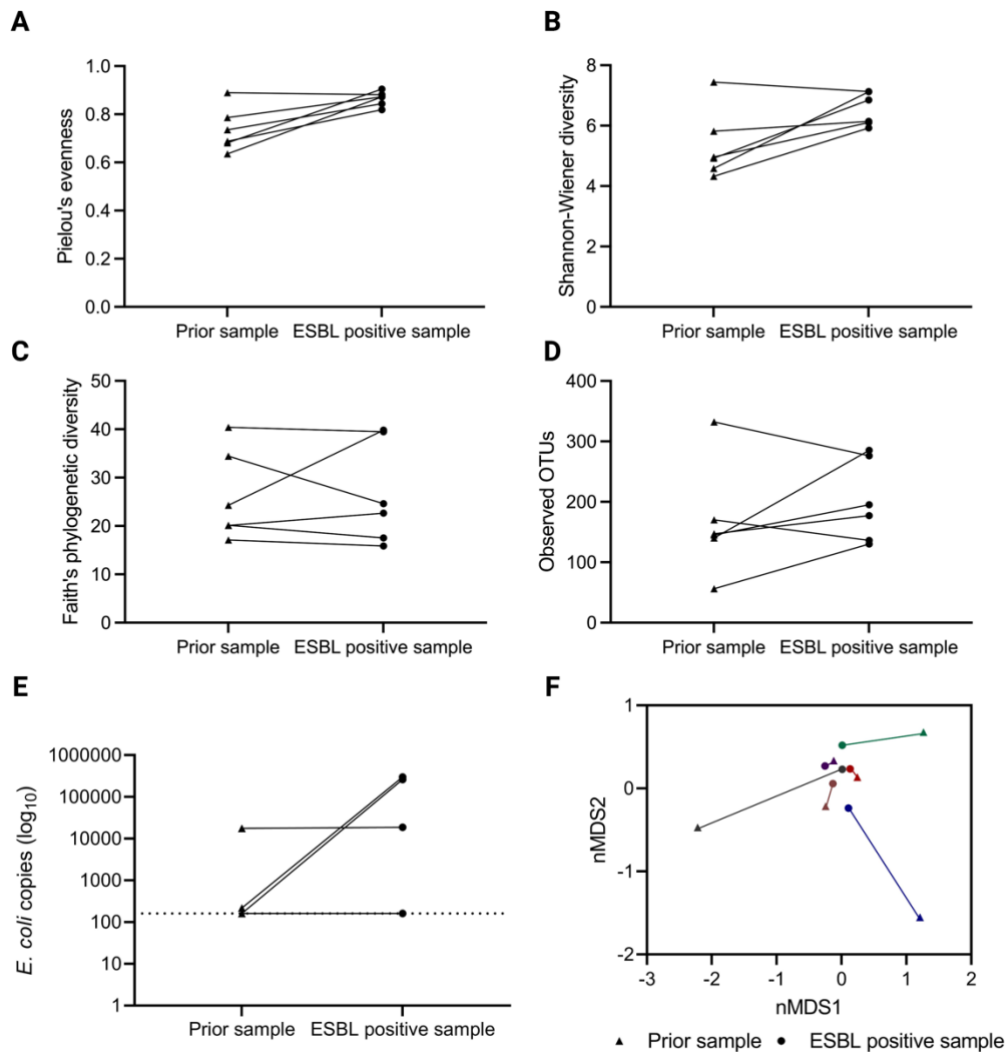 A
Pielou's evenness
1.0
0.8
0.6
0.4
0.2
0.0
Prior sample ESBL positive sample
B
Shannon-Wiener diversity
8
6
4
2
0
Prior sample ESBL positive sample
C
Faith's phylogenetic diversity
50
40
30
20
10
0
Prior sample ESBL positive sample
D
Observed OTUs
400
300
200
100
0
Prior sample ESBL positive sample
E
E. coli copies (log10)
1000000
100000
10000
1000
100
10
1
Prior sample ESBL positive sample
F
nMDS2
1
0
-1
-2
-3 -2 -1 0 1 2
nMDS1
Prior sample ESBL positive sample